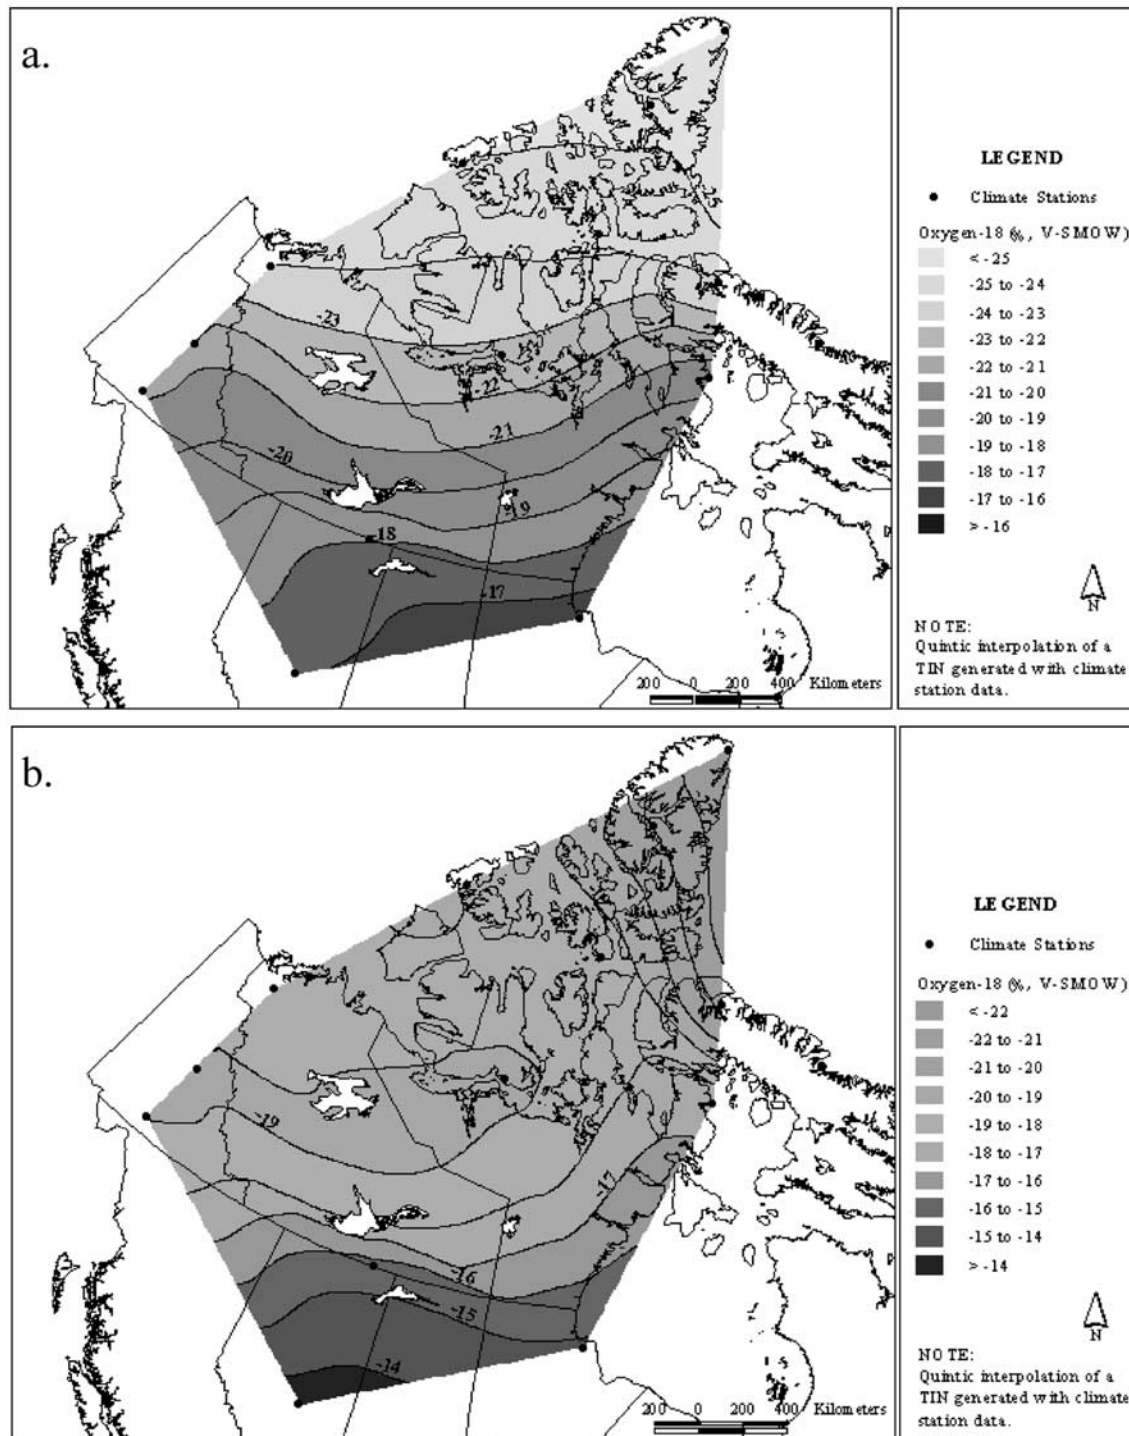 a.
LEGEND
Climate Stations
Oxygen-18 (‰, V-SMOW)
< -25
-25 to -24
-24 to -23
-23 to -22
-22 to -21
-21 to -20
-20 to -19
-19 to -18
-18 to -17
-17 to -16
> -16
N
NOTE:
Quintic interpolation of a
TIN generated with climate
station data.
-24
-23
-22
-21
-20
-19
-18
-17
200 0 200 400 Kilometers
b.
LEGEND
Climate Stations
Oxygen-18 (‰, V-SMOW)
< -22
-22 to -21
-21 to -20
-20 to -19
-19 to -18
-18 to -17
-17 to -16
-16 to -15
-15 to -14
> -14
N
NOTE:
Quintic interpolation of a
TIN generated with climate
station data.
-19
-17
-16
-15
-14
200 0 200 400 Kilometers